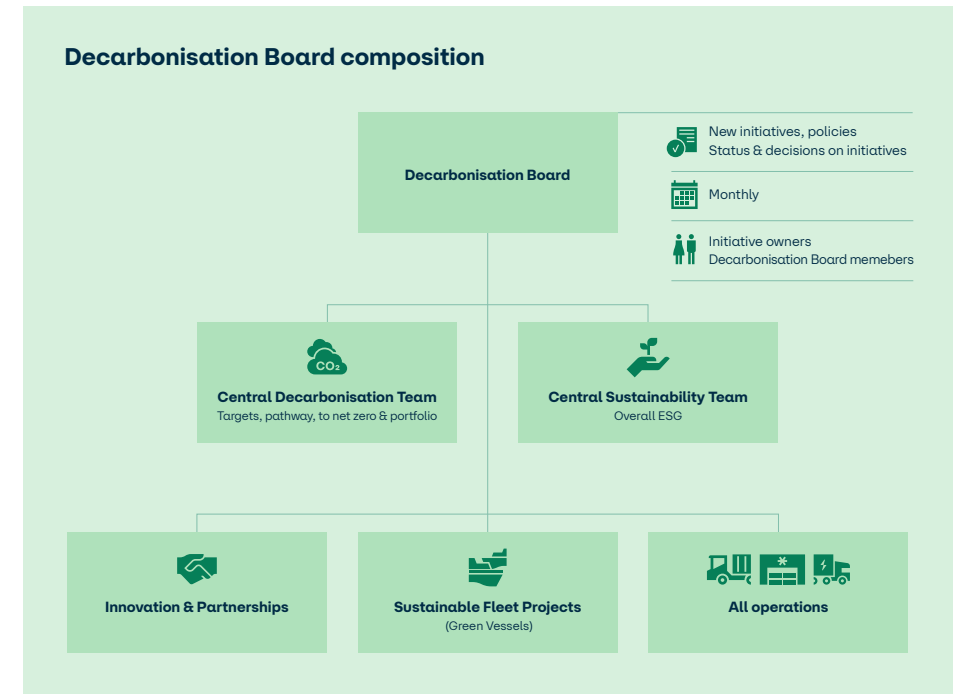 Decarbonisation Board composition
Decarbonisation Board
New initiatives, policies
Status & decisions on initiatives
Monthly
Initiative owners
Decarbonisation Board memebers
CO₂
Central Decarbonisation Team
Targets, pathway, to net zero & portfolio
Central Sustainability Team
Overall ESG
Innovation & Partnerships
Sustainable Fleet Projects
(Green Vessels)
All operations